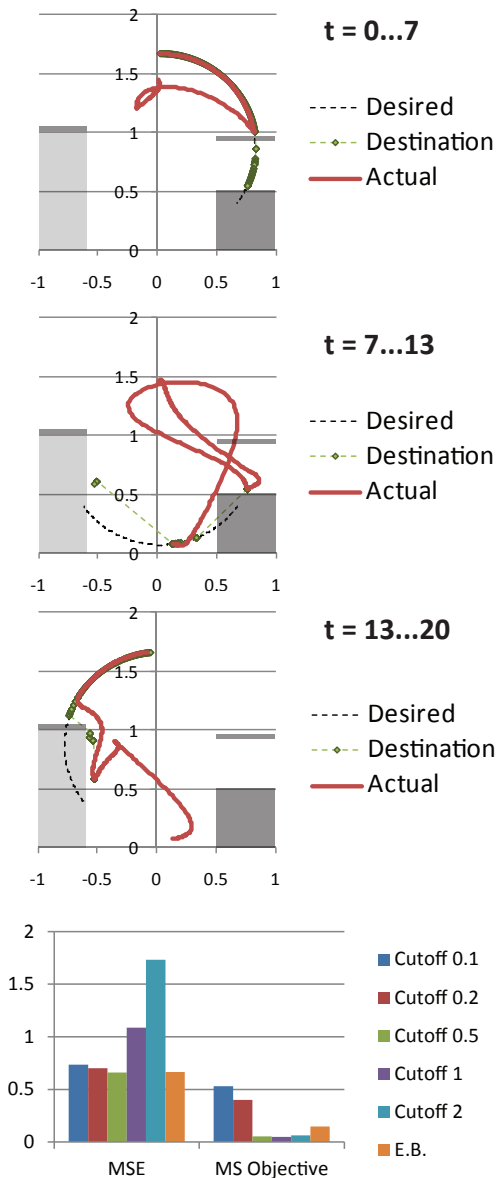 t = 0...7
2
1.5
1
0.5
0
-1 -0.5 0 0.5 1
Desired
Destination
Actual
t = 7...13
2
1.5
1
0.5
0
-1 -0.5 0 0.5 1
Desired
Destination
Actual
t = 13...20
2
1.5
1
0.5
0
-1 -0.5 0 0.5 1
Desired
Destination
Actual
2
1.5
1
0.5
0
MSE MS Objective
Cutoff 0.1
Cutoff 0.2
Cutoff 0.5
Cutoff 1
Cutoff 2
E.B.